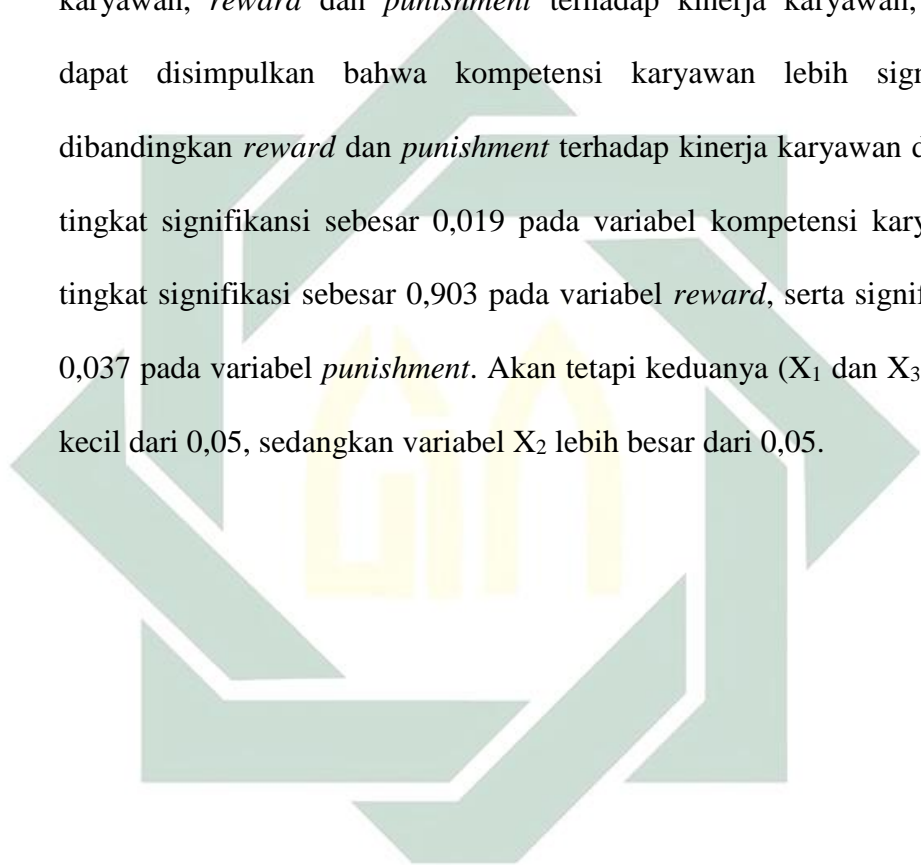 karyawan, reward dan punishment terhadap kinerja karyawan,
dapat disimpulkan bahwa kompetensi karyawan lebih
dibandingkan reward dan punishment terhadap kinerja karyawan
tingkat signifikansi sebesar 0,019 pada variabel kompetensi
tingkat signifikasi sebesar 0,903 pada variabel reward, serta
0,037 pada variabel punishment. Akan tetapi keduanya (X₁ dan X₃
kecil dari 0,05, sedangkan variabel X₂ lebih besar dari 0,05.